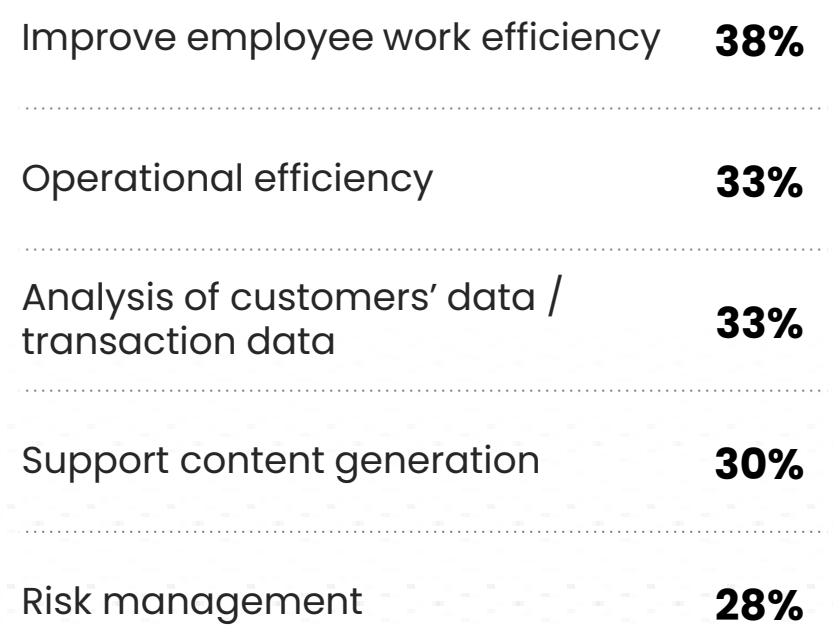 Improve employee work efficiency 38%
Operational efficiency 33%
Analysis of customers’ data /
transaction data 33%
Support content generation 30%
Risk management 28%